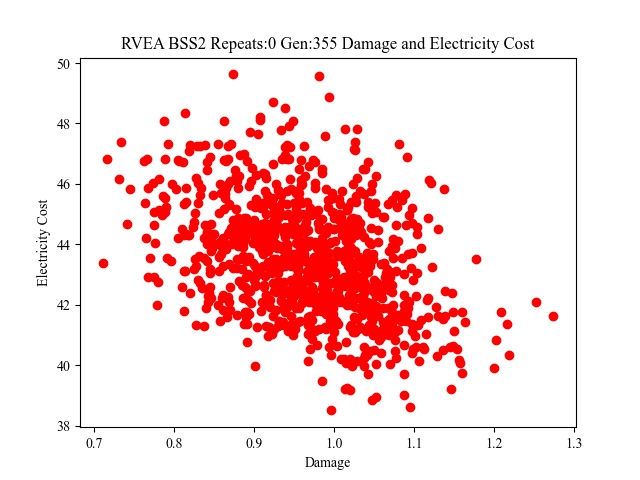 RVEA BSS2 Repeats:0 Gen:355 Damage and Electricity Cost
50
48
46
44
42
40
38
Electricity Cost
0.7 0.8 0.9 1.0 1.1 1.2 1.3
Damage